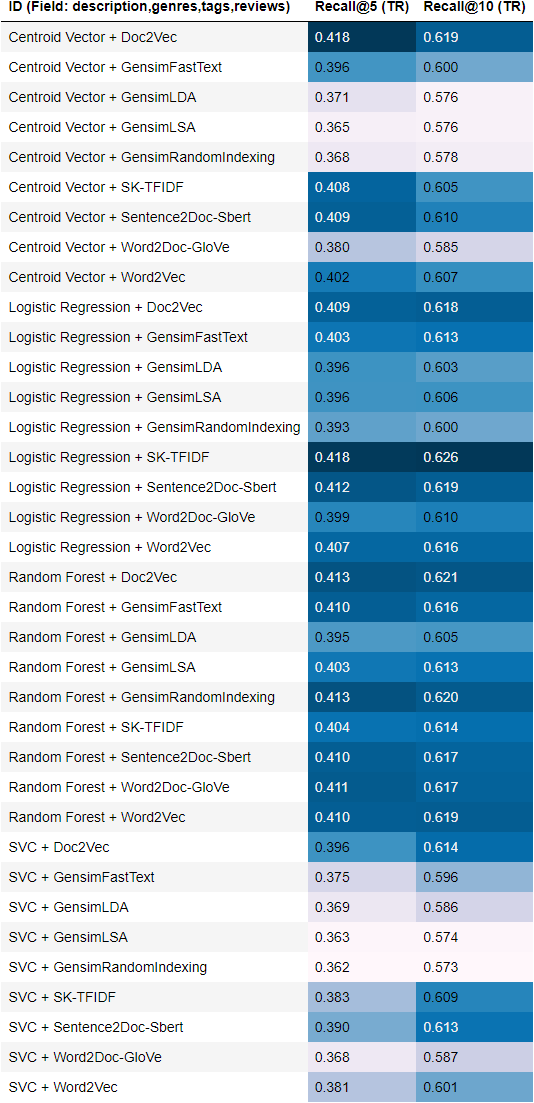 ID (Field: description,genres,tags,reviews) Recall@5 (TR) Recall@10 (TR)
Centroid Vector + Doc2Vec 0.418 0.619
Centroid Vector + GensimFastText 0.396 0.600
Centroid Vector + GensimLDA 0.371 0.576
Centroid Vector + GensimLSA 0.365 0.576
Centroid Vector + GensimRandomIndexing 0.368 0.578
Centroid Vector + SK-TFIDF 0.408 0.605
Centroid Vector + Sentence2Doc-Sbert 0.409 0.610
Centroid Vector + Word2Doc-GloVe 0.380 0.585
Centroid Vector + Word2Vec 0.402 0.607
Logistic Regression + Doc2Vec 0.409 0.618
Logistic Regression + GensimFastText 0.403 0.613
Logistic Regression + GensimLDA 0.396 0.603
Logistic Regression + GensimLSA 0.396 0.606
Logistic Regression + GensimRandomIndexing 0.393 0.600
Logistic Regression + SK-TFIDF 0.418 0.626
Logistic Regression + Sentence2Doc-Sbert 0.412 0.619
Logistic Regression + Word2Doc-GloVe 0.399 0.610
Logistic Regression + Word2Vec 0.407 0.616
Random Forest + Doc2Vec 0.413 0.621
Random Forest + GensimFastText 0.410 0.616
Random Forest + GensimLDA 0.395 0.605
Random Forest + GensimLSA 0.403 0.613
Random Forest + GensimRandomIndexing 0.413 0.620
Random Forest + SK-TFIDF 0.404 0.614
Random Forest + Sentence2Doc-Sbert 0.410 0.617
Random Forest + Word2Doc-GloVe 0.411 0.617
Random Forest + Word2Vec 0.410 0.619
SVC + Doc2Vec 0.396 0.614
SVC + GensimFastText 0.375 0.596
SVC + GensimLDA 0.369 0.586
SVC + GensimLSA 0.363 0.574
SVC + GensimRandomIndexing 0.362 0.573
SVC + SK-TFIDF 0.383 0.609
SVC + Sentence2Doc-Sbert 0.390 0.613
SVC + Word2Doc-GloVe 0.368 0.587
SVC + Word2Vec 0.381 0.601